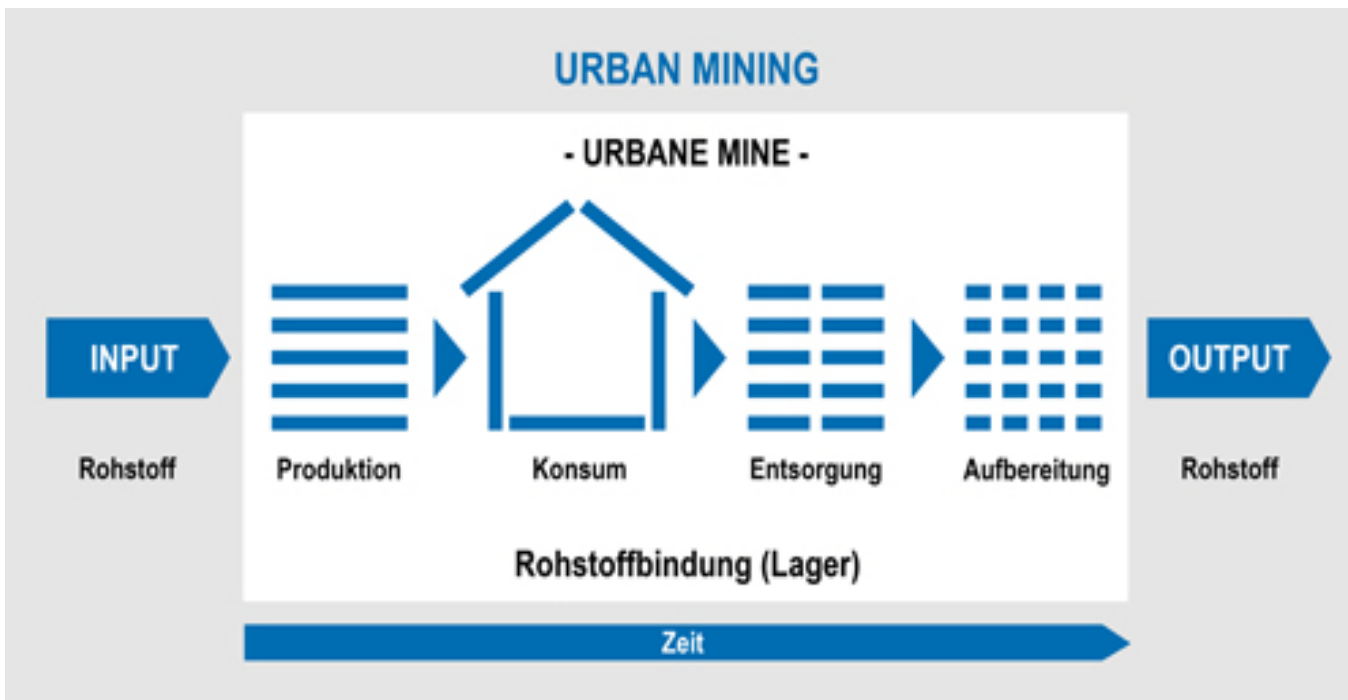 URBAN MINING
- URBANE MINE -
INPUT
OUTPUT
Rohstoff
Produktion
Konsum
Entsorgung
Aufbereitung
Rohstoff
Rohstoffbindung (Lager)
Zeit